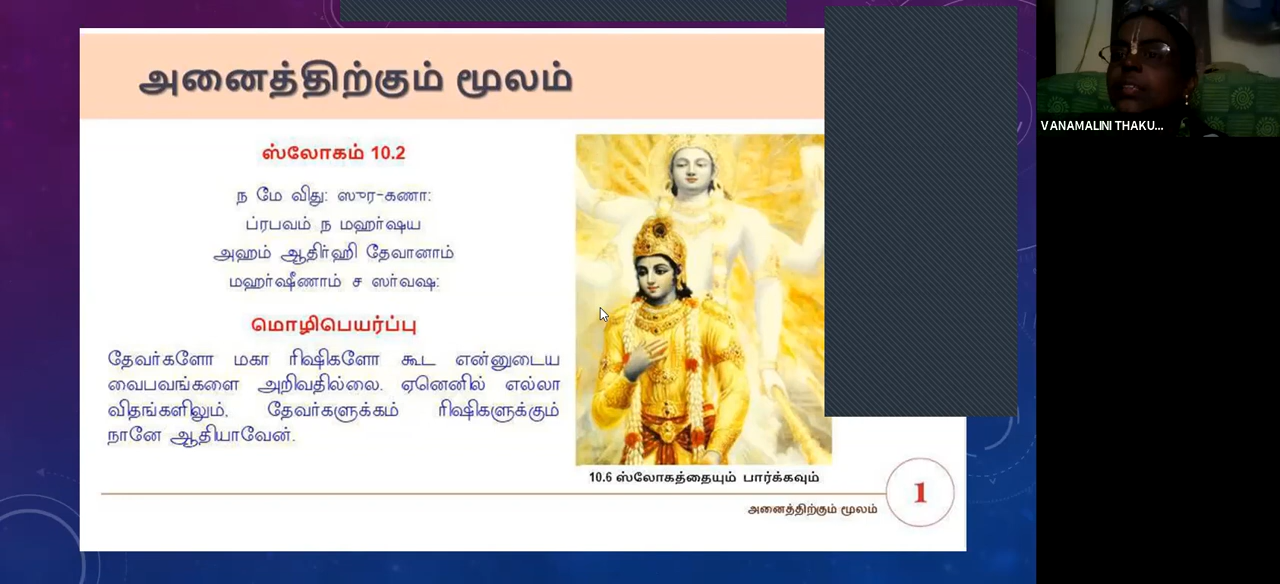 அனைத்திற்கும் மூலம்
ஸ்லோகம் 10.2
ந மே விது: ஸுர-கணா:
ப்ரபவம் ந மஹர்ஷய
அஹம் ஆதிர்ஹி தேவானாம்
மஹர்ஷீணாம் ச ஸர்வஷ:
மொழிபெயர்ப்பு
தேவர்களோ மகா ரிஷிகளோ கூட என்னுடைய
வைபவங்களை அறிவதில்லை. ஏனெனில் எல்லா
விதங்களிலும், தேவர்களுக்கம் ரிஷிகளுக்கும்
நானே ஆதியாவேன்.
10.6 ஸ்லோகத்தையும் பார்க்கவும்
அனைத்திற்கும் மூலம்
1
VANAMALINI THAKU...